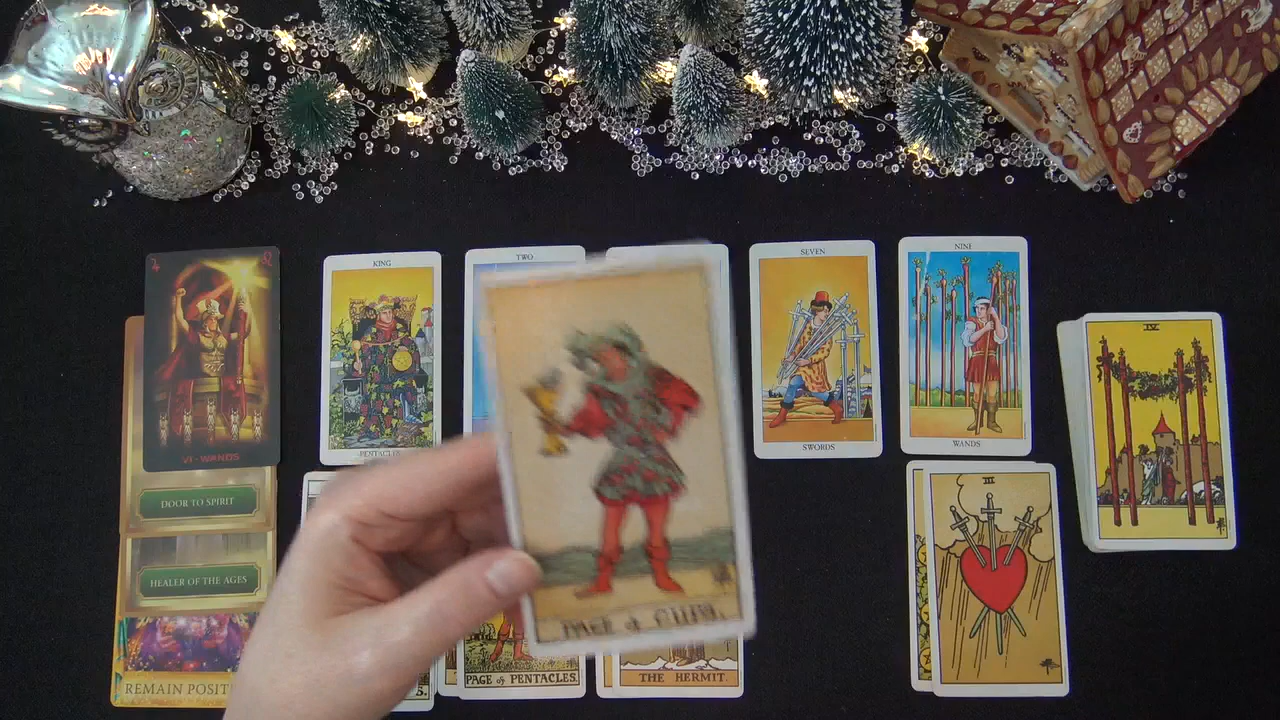 VI - WANDS
DOOR TO SPIRIT
HEALER OF THE AGES
REMAIN POSIT
KING
PENTACLES
TWO
PAGE of CUPS.
PAGE of PENTACLES.
THE HERMIT.
SEVEN
SWORDS
NINE
WANDS
III
IV